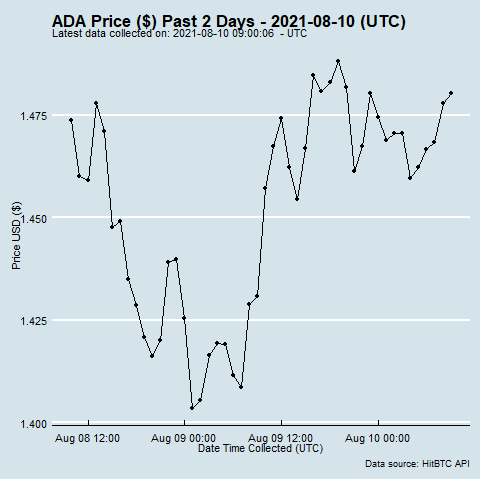 ADA Price ($) Past 2 Days - 2021-08-10 (UTC)
Latest data collected on: 2021-08-10 09:00:06 - UTC
1.475
1.450
1.425
1.400
Price USD ($)
Aug 08 12:00 Aug 09 00:00 Aug 09 12:00 Aug 10 00:00
Date Time Collected (UTC)
Data source: HitBTC API